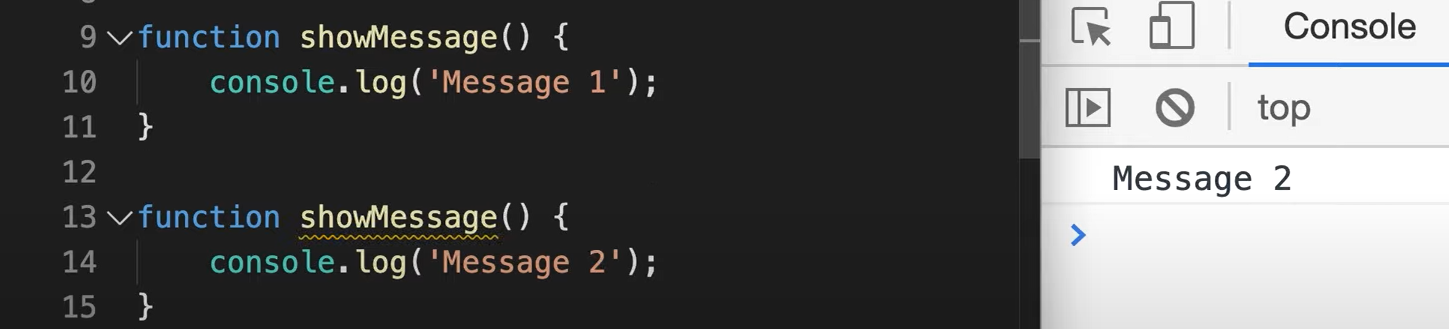 9 function showMessage() {
10     console.log('Message 1');
11 }
12
13 function showMessage() {
14     console.log('Message 2');
15 }
Console
top
Message 2